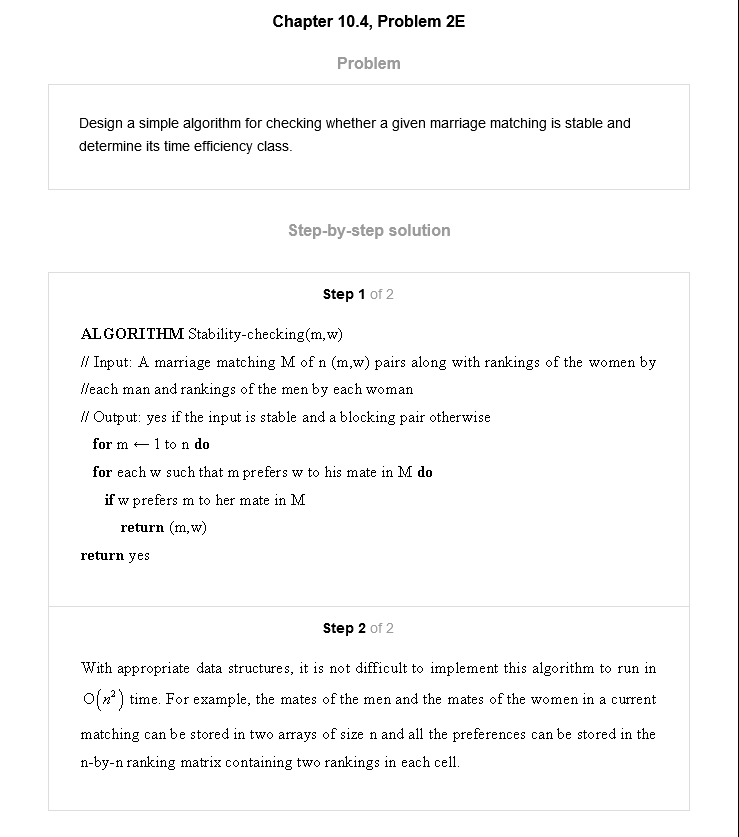 Chapter 10.4, Problem 2E
Problem
Design a simple algorithm for checking whether a given marriage matching is stable and
determine its time efficiency class.
Step-by-step solution
Step 1 of 2
ALGORITHM Stability-checking(m,w)
// Input: A marriage matching M of n (m,w) pairs along with rankings of the women by
//each man and rankings of the men by each woman
// Output: yes if the input is stable and a blocking pair otherwise
for m ← 1 to n do
for each w such that m prefers w to his mate in M do
if w prefers m to her mate in M
return (m,w)
return yes
Step 2 of 2
With appropriate data structures, it is not difficult to implement this algorithm to run in
O(n²) time. For example, the mates of the men and the mates of the women in a current
matching can be stored in two arrays of size n and all the preferences can be stored in the
n-by-n ranking matrix containing two rankings in each cell.